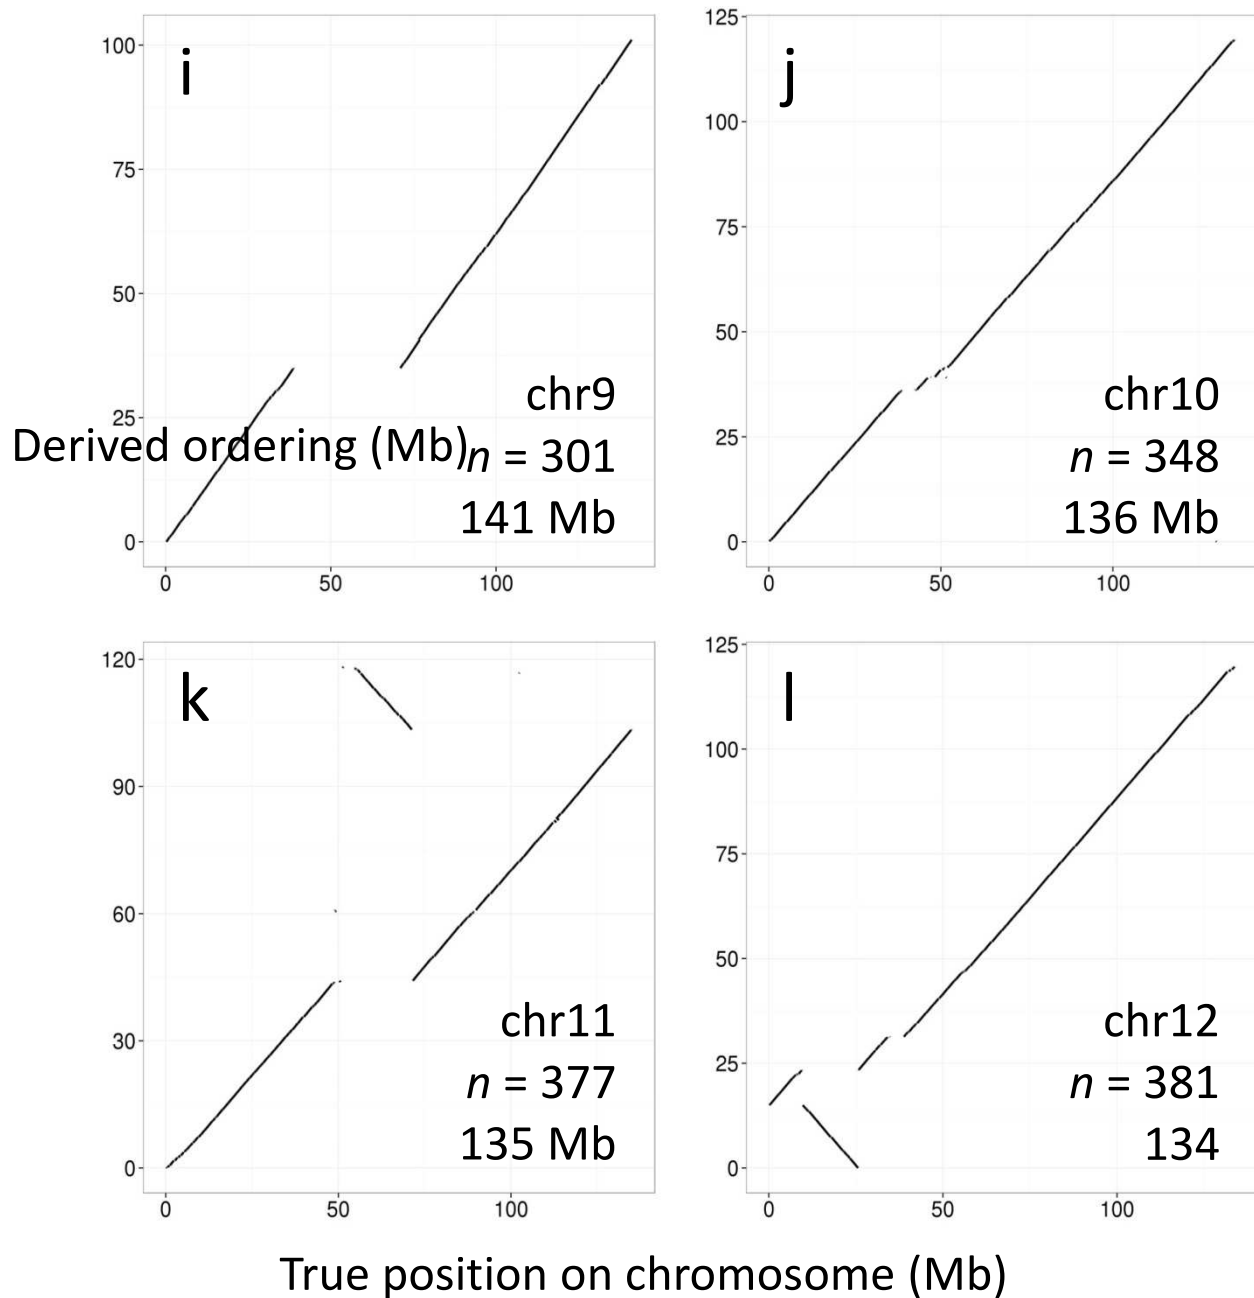 i
100
75
50
25
0
0 50 100
chr9
n = 301
141 Mb
j
125
100
75
50
25
0
0 50 100
chr10
n = 348
136 Mb
Derived ordering (Mb)
k
120
90
60
30
0
0 50 100
chr11
n = 377
135 Mb
l
125
100
75
50
25
0
0 50 100
chr12
n = 381
134
True position on chromosome (Mb)